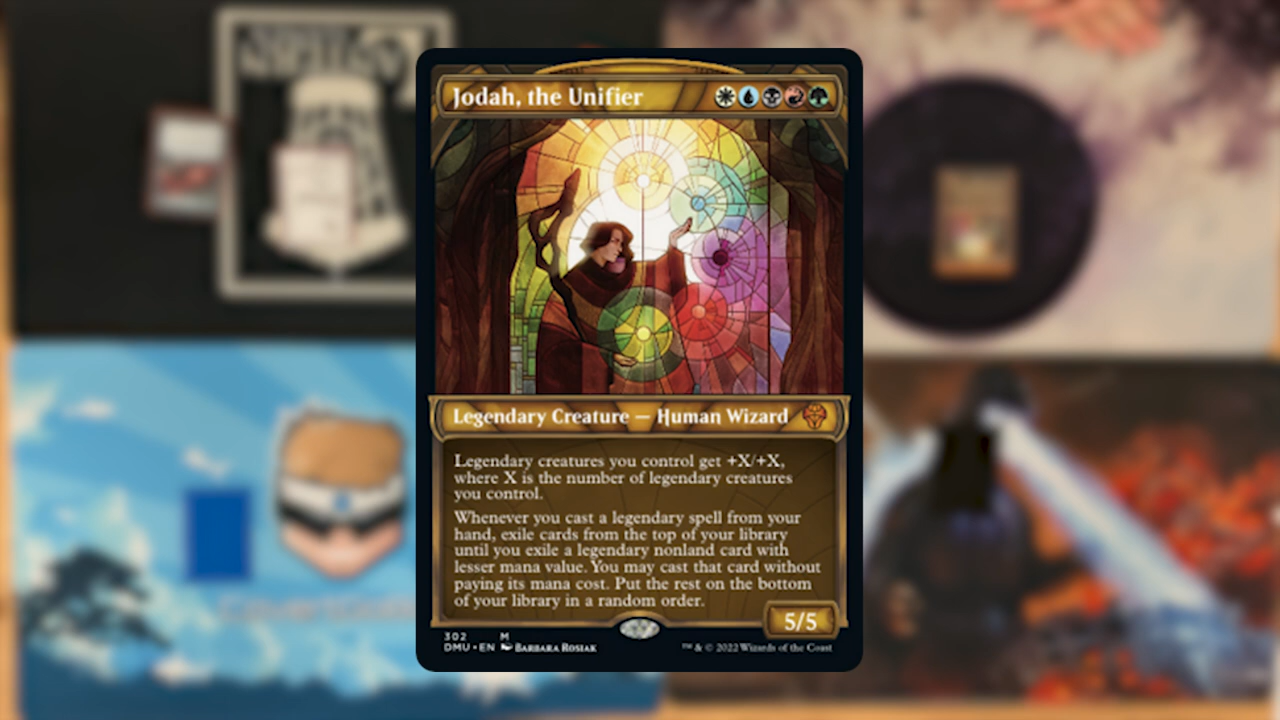 Jodah, the Unifier
Legendary Creature — Human Wizard
Legendary creatures you control get +X/+X,
where X is the number of legendary creatures
you control.
Whenever you cast a legendary spell from your
hand, exile cards from the top of your library
until you exile a legendary nonland card with
lesser mana value. You may cast that card without
paying its mana cost. Put the rest on the bottom
of your library in a random order.
5/5
302 M
DMU • EN BARBARA ROSIAK
™ & © 2022 Wizards of the Coast